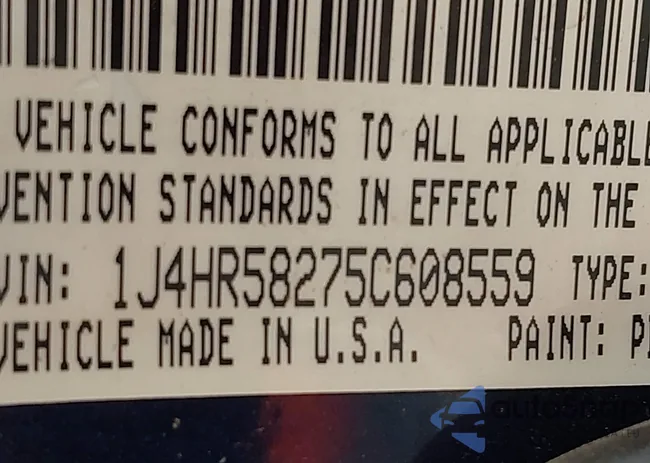 VEHICLE CONFORMS TO ALL APPLICABLE
VENTION STANDARDS IN EFFECT ON THE
VIN: 1J4HR58275C608559 TYPE:
VEHICLE MADE IN U.S.A. PAINT: